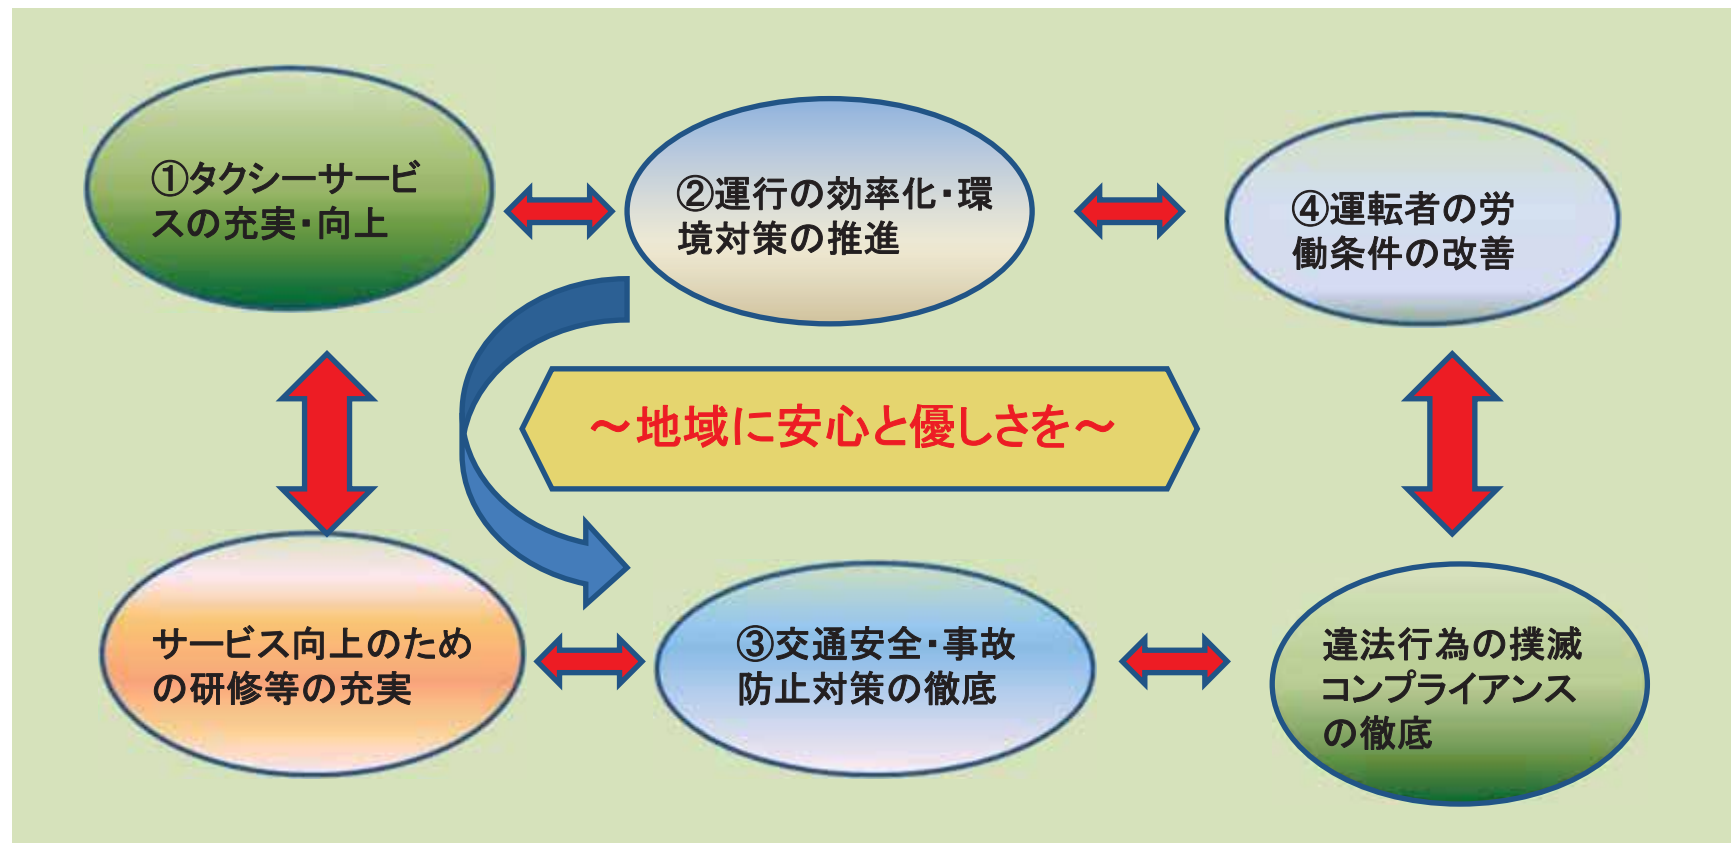 ①タクシーサービ
スの充実・向上
②運行の効率化・環
境対策の推進
④運転者の労
働条件の改善
～地域に安心と優しさを～
サービス向上のため
の研修等の充実
③交通安全・事故
防止対策の徹底
違法行為の撲滅
コンプライアンス
の徹底